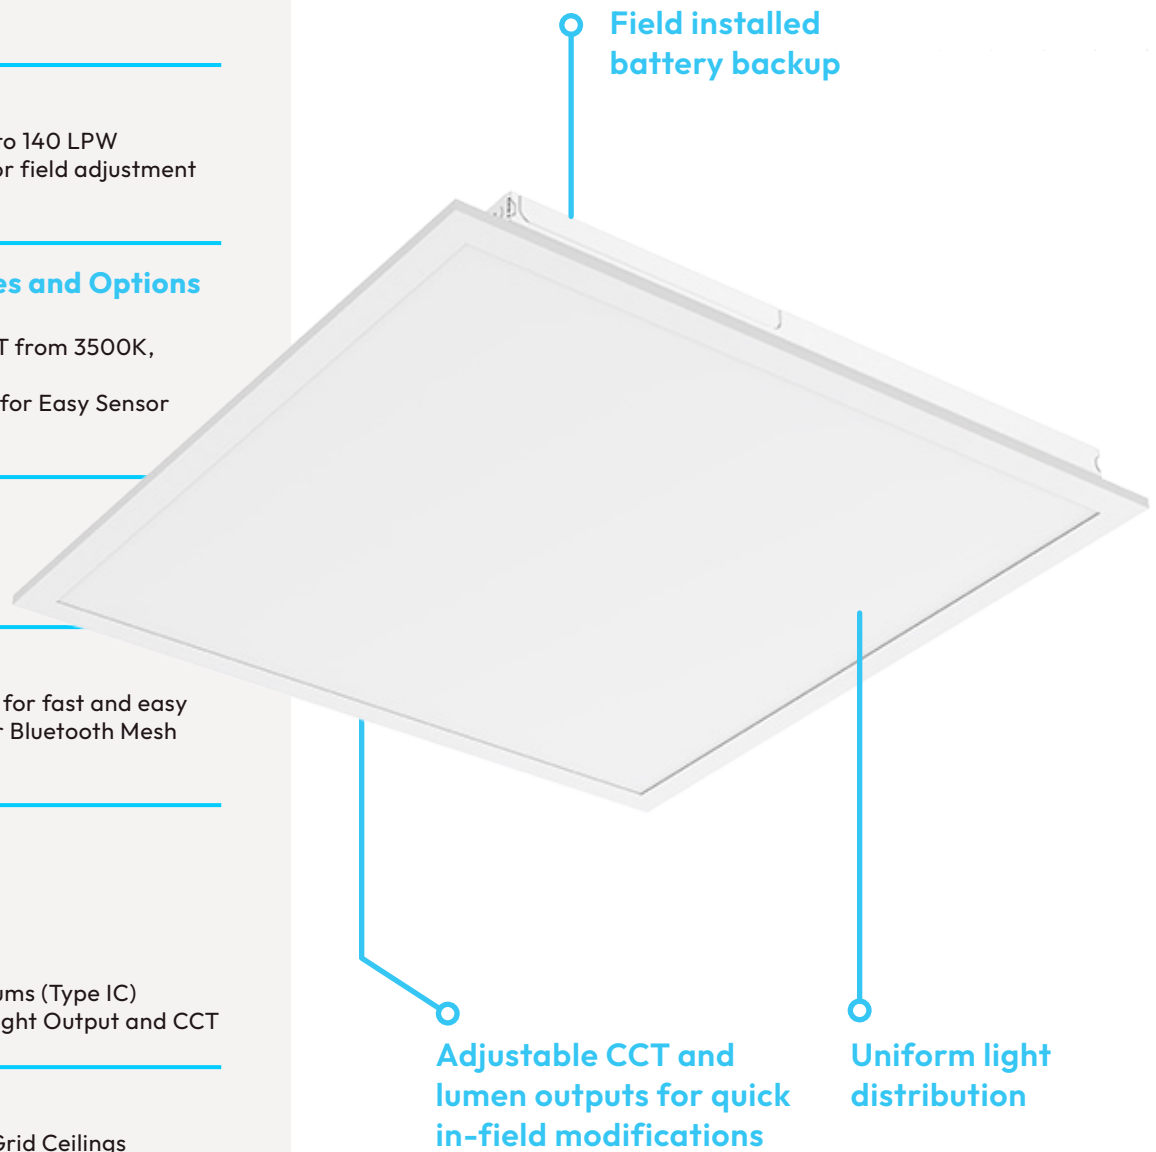 to 140 LPW
or field adjustment
es and Options
T from 3500K,
for Easy Sensor
for fast and easy
r Bluetooth Mesh
ums (Type IC)
ght Output and CCT
Grid Ceilings
Field installed
battery backup
Adjustable CCT and
lumen outputs for quick
in-field modifications
Uniform light
distribution